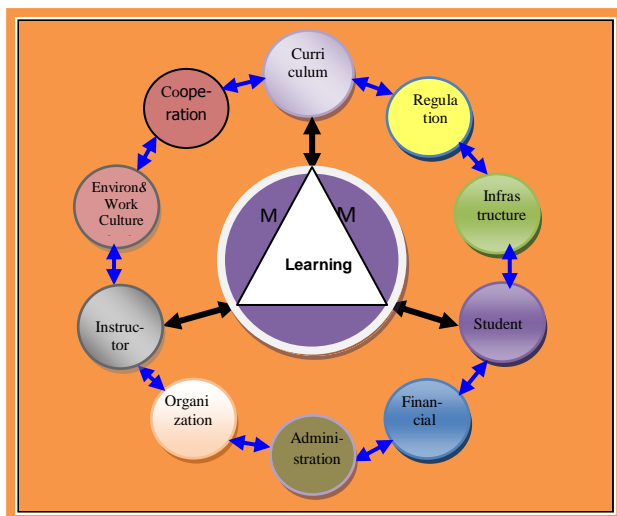 Curri
culum
Coope-
ration
Regula
tion
Environ&
Work
Culture
Infras
tructure
M
M
Learning
Instruc-
tor
Student
Organi
zation
Finan-
cial
Admini-
stration